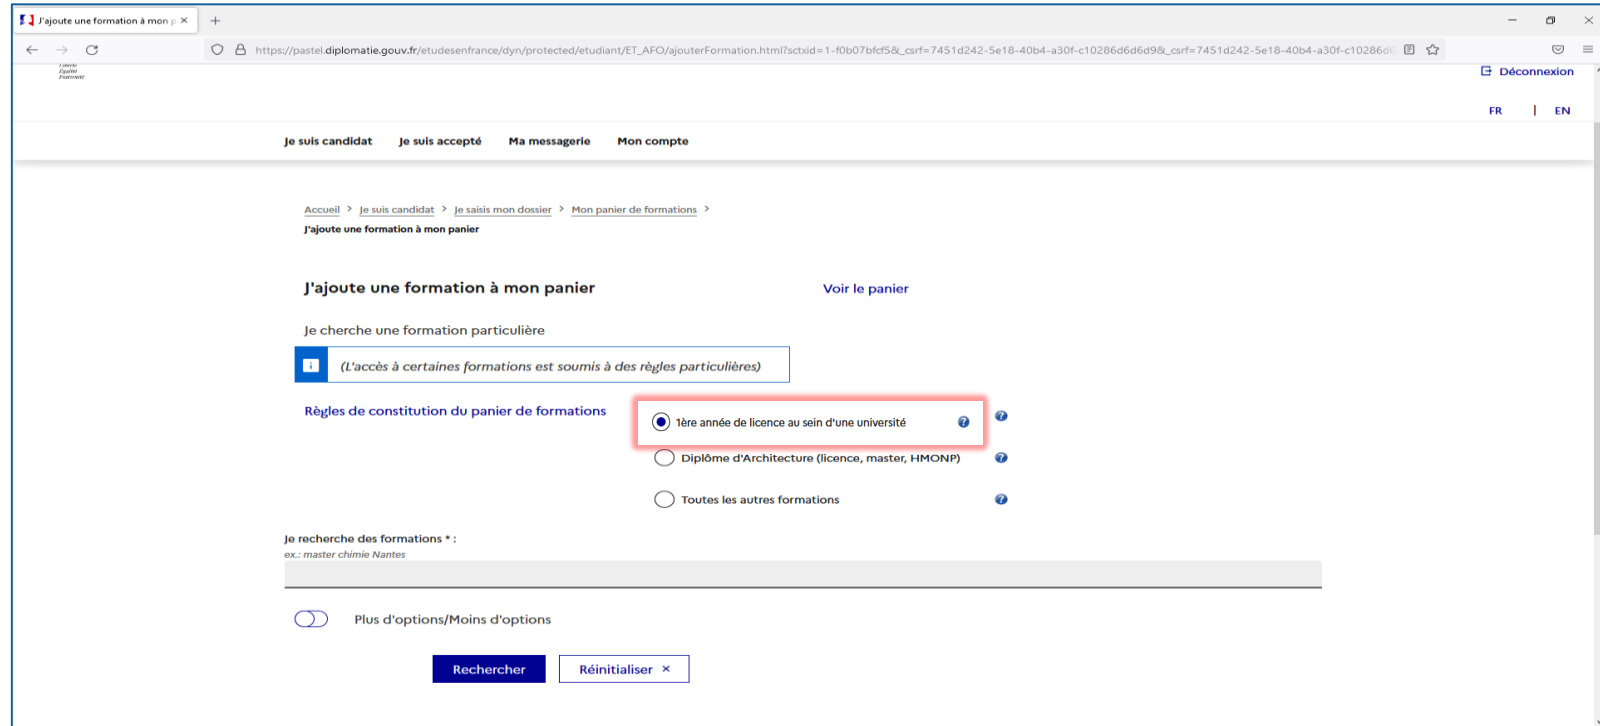 J'ajoute une formation à mon p
https://pastel.diplomatie.gouv.fr/etudesenfrance/dyn/protected/etudiant/ET_AFO/ajouterFormation.html?sctxid=1-f0b07bfcf5&_csrf=7451d242-5e18-40b4-a30f-c10286d6d6d9&_csrf=7451d242-5e18-40b4-a30f-c10286d6
Égalité
Fraternité
Déconnexion
FR | EN
Je suis candidat Je suis accepté Ma messagerie Mon compte
Accueil > Je suis candidat > Je saisis mon dossier > Mon panier de formations >
J'ajoute une formation à mon panier
J'ajoute une formation à mon panier Voir le panier
Je cherche une formation particulière
i (L'accès à certaines formations est soumis à des règles particulières)
Règles de constitution du panier de formations
1ère année de licence au sein d'une université ? ?
Diplôme d'Architecture (licence, master, HMONP) ?
Toutes les autres formations ?
Je recherche des formations * :
ex.: master chimie Nantes
Plus d'options/Moins d'options
Rechercher Réinitialiser ×